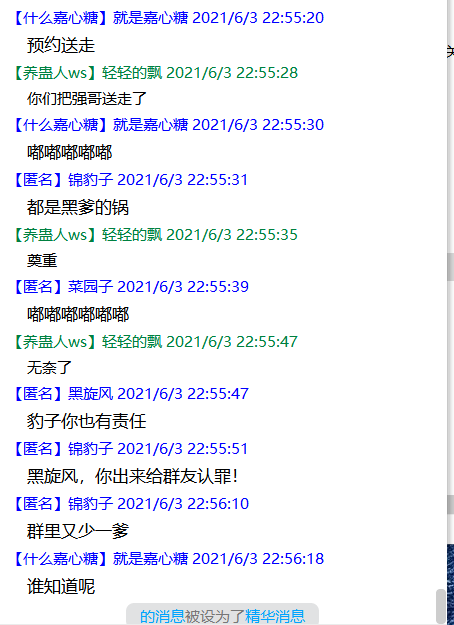 【什么嘉心糖】就是嘉心糖 2021/6/3 22:55:20
预约送走
【养蛊人ws】轻轻的飘 2021/6/3 22:55:28
你们把强哥送走了
【什么嘉心糖】就是嘉心糖 2021/6/3 22:55:30
嘟嘟嘟嘟嘟
【匿名】锦豹子 2021/6/3 22:55:31
都是黑爹的锅
【养蛊人ws】轻轻的飘 2021/6/3 22:55:35
奠重
【匿名】菜园子 2021/6/3 22:55:39
嘟嘟嘟嘟嘟嘟
【养蛊人ws】轻轻的飘 2021/6/3 22:55:47
无奈了
【匿名】黑旋风 2021/6/3 22:55:47
豹子你也有责任
【匿名】锦豹子 2021/6/3 22:55:51
黑旋风，你出来给群友认罪！
【匿名】锦豹子 2021/6/3 22:56:10
群里又少一爹
【什么嘉心糖】就是嘉心糖 2021/6/3 22:56:18
谁知道呢
的消息被设为了精华消息